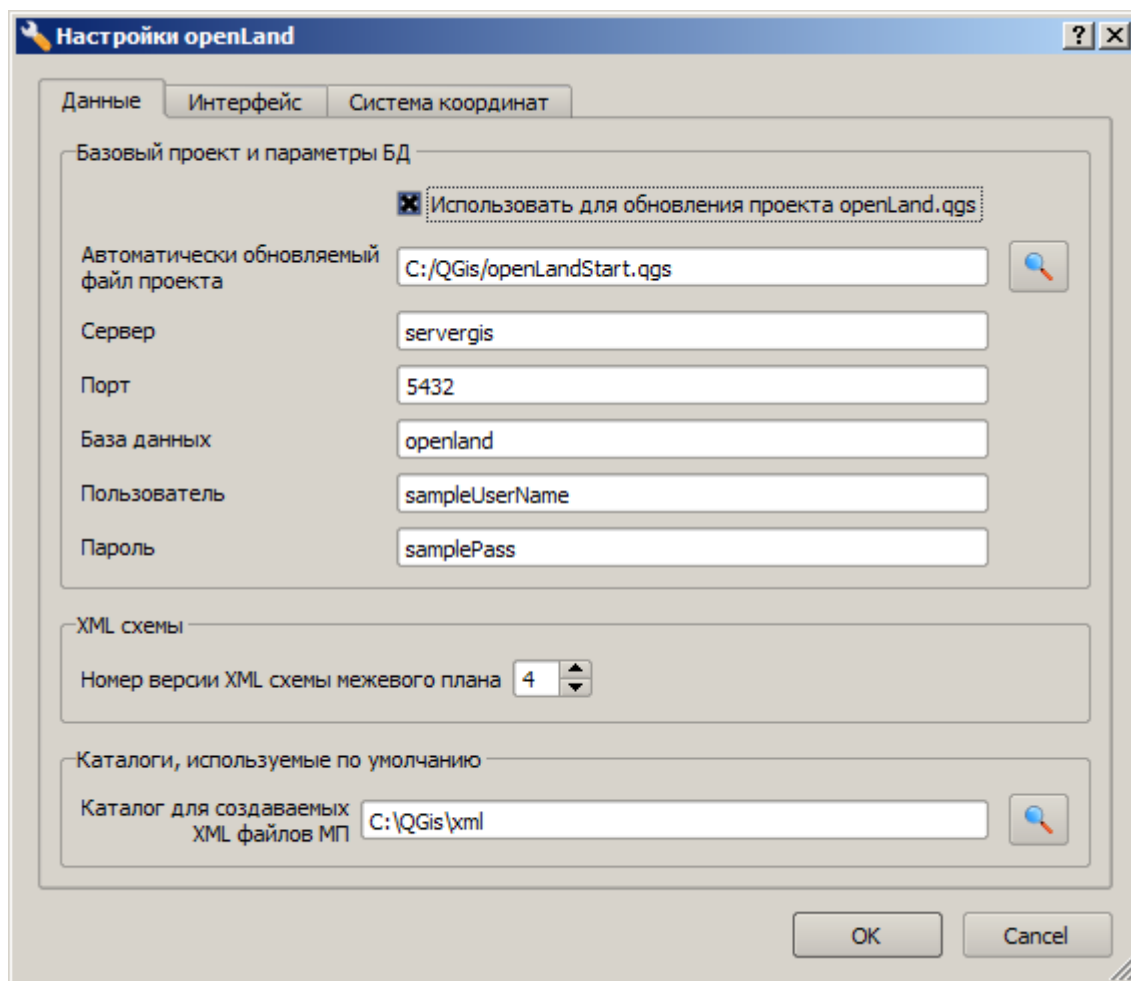 Настройки openLand
Данные
Интерфейс
Система координат
Базовый проект и параметры БД
Использовать для обновления проекта openLand.qgs
Автоматически обновляемый
файл проекта
C:/QGis/openLandStart.qgs
Сервер
servergis
Порт
5432
База данных
openland
Пользователь
sampleUserName
Пароль
samplePass
XML схемы
Номер версии XML схемы межевого плана
4
Каталоги, используемые по умолчанию
Каталог для создаваемых
XML файлов МП
C:\QGis\xml
OK
Cancel